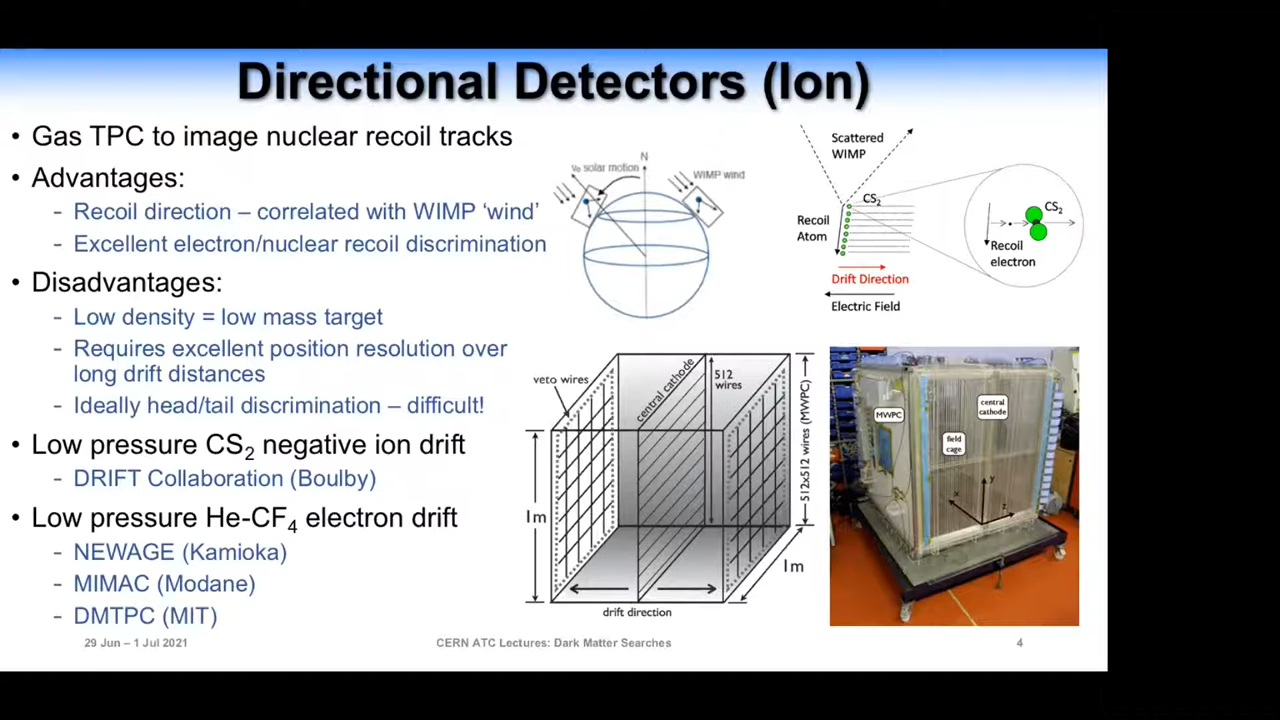 Directional Detectors (Ion)
• Gas TPC to image nuclear recoil tracks
• Advantages:
- Recoil direction – correlated with WIMP ‘wind’
- Excellent electron/nuclear recoil discrimination
• Disadvantages:
- Low density = low mass target
- Requires excellent position resolution over
long drift distances
- Ideally head/tail discrimination – difficult!
• Low pressure CS2 negative ion drift
- DRIFT Collaboration (Boulby)
• Low pressure He-CF4 electron drift
- NEWAGE (Kamioka)
- MIMAC (Modane)
- DMTPC (MIT)
N
solar motion
WIMP wind
Scattered
WIMP
CS2
Recoil
Atom
Drift Direction
Electric Field
CS2
Recoil
electron
veto wires
central cathode
512
wires
512x512 wires (MWPC)
1m
1m
drift direction
MWPC
central
cathode
field
cage
x
y
z
29 Jun – 1 Jul 2021
CERN ATC Lectures: Dark Matter Searches
4